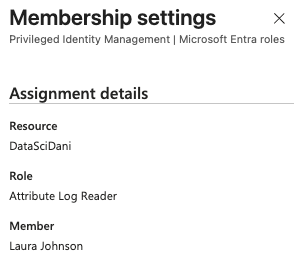 Membership settings
Privileged Identity Management | Microsoft Entra roles
Assignment details
Resource
DataSciDani
Role
Attribute Log Reader
Member
Laura Johnson